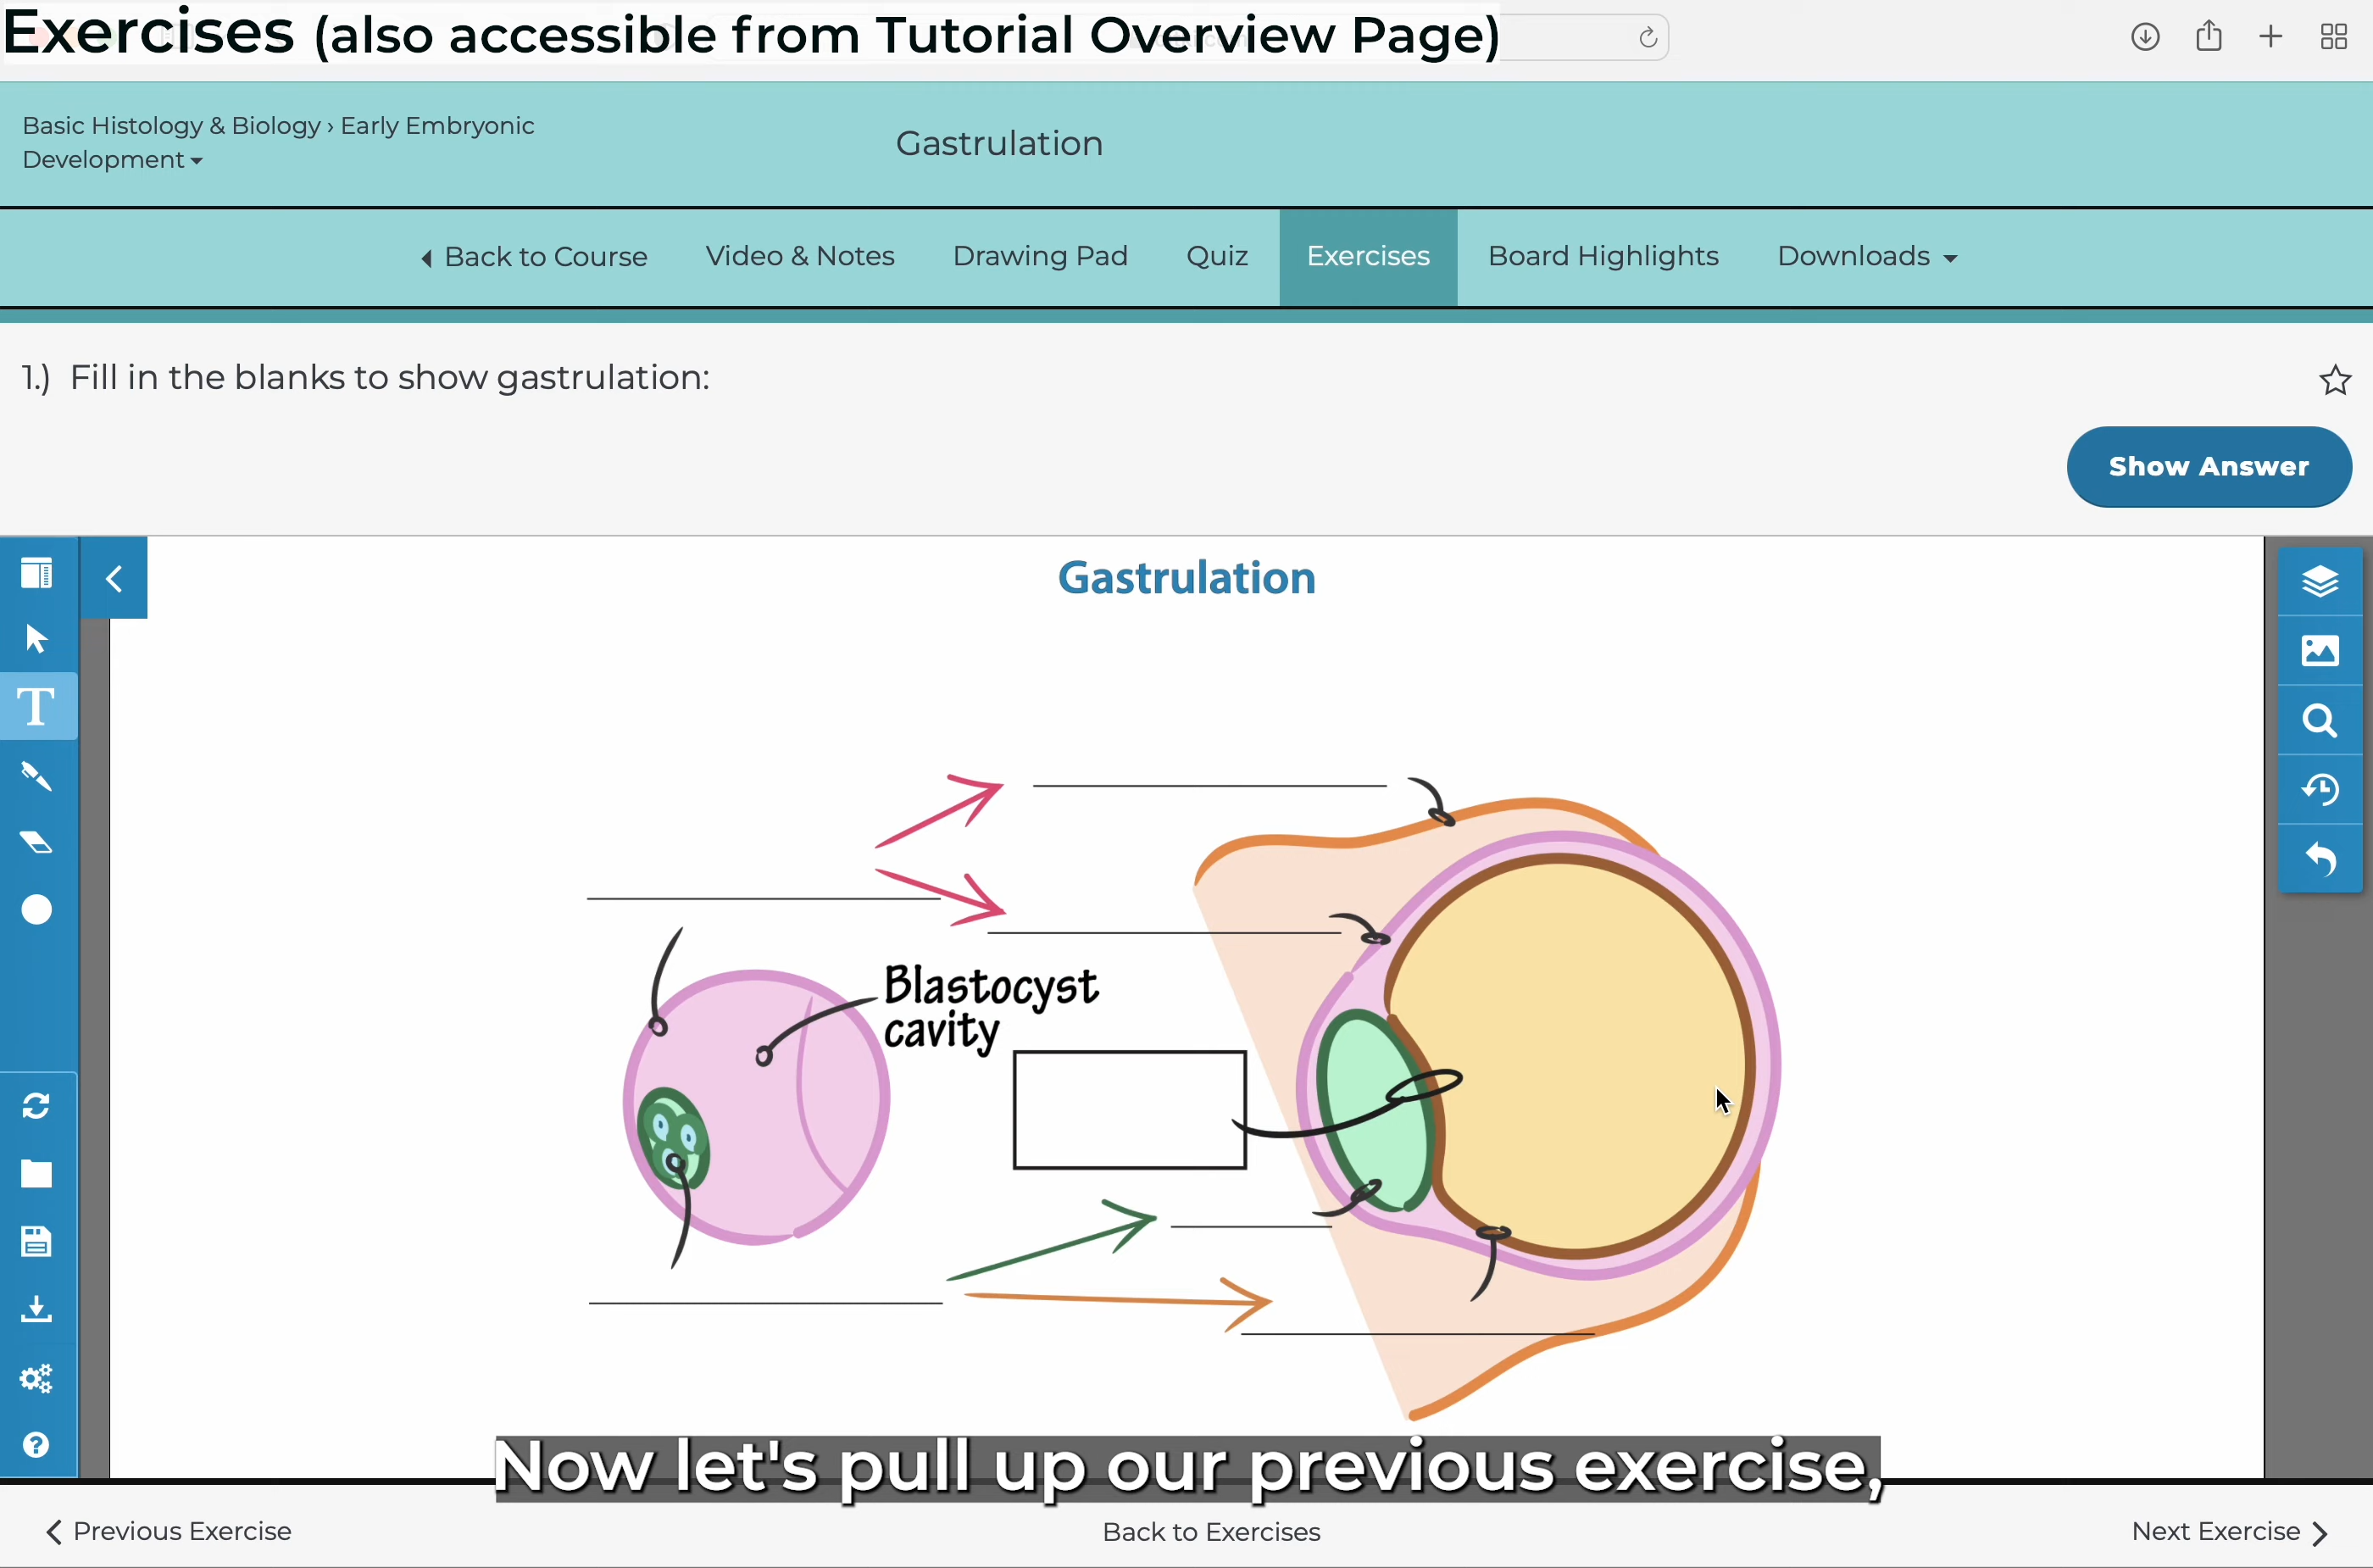 Exercises (also accessible from Tutorial Overview Page)
Basic Histology & Biology › Early Embryonic
Development
Gastrulation
Back to Course
Video & Notes
Drawing Pad
Quiz
Exercises
Board Highlights
Downloads
1.) Fill in the blanks to show gastrulation:
Show Answer
T
Gastrulation
Blastocyst
cavity
Now let's pull up our previous exercise,
Previous Exercise
Back to Exercises
Next Exercise